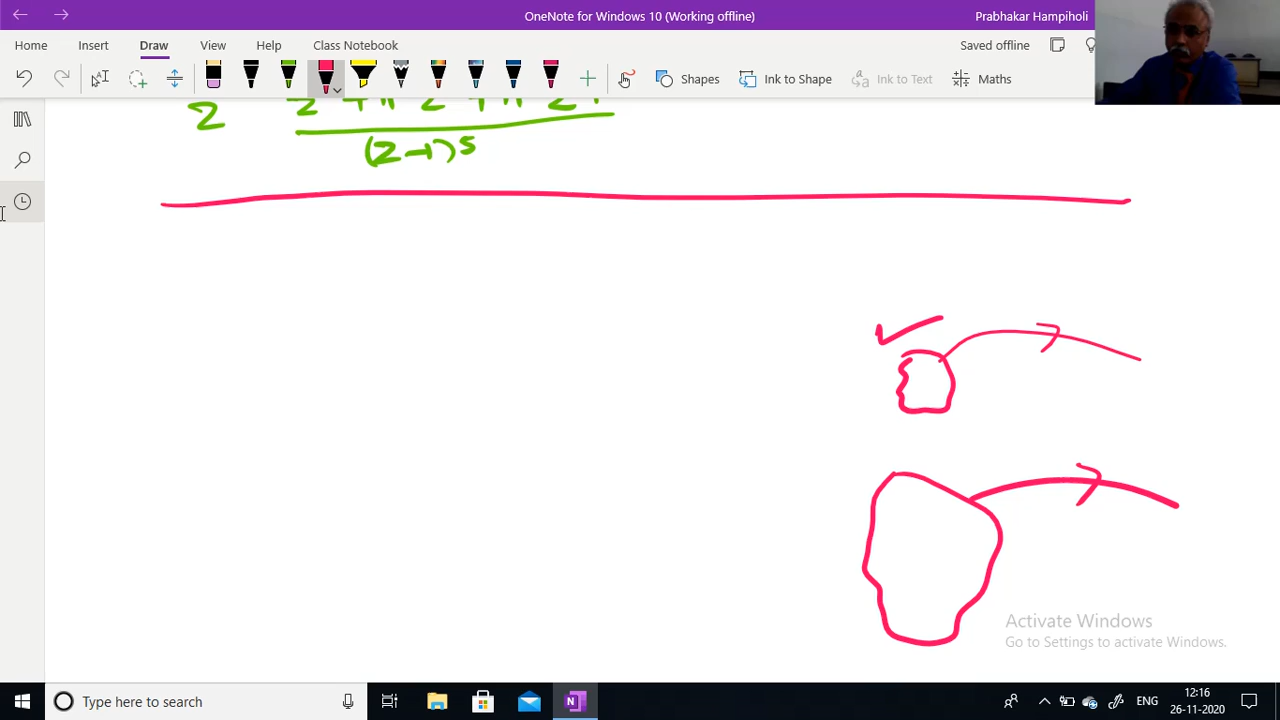 OneNote for Windows 10 (Working offline)
Prabhakar Hampiholi
Home Insert Draw View Help Class Notebook
Saved offline
Shapes Ink to Shape Ink to Text Maths
(z-1)^5
Activate Windows
Go to Settings to activate Windows.
Type here to search
ENG
12:16
26-11-2020